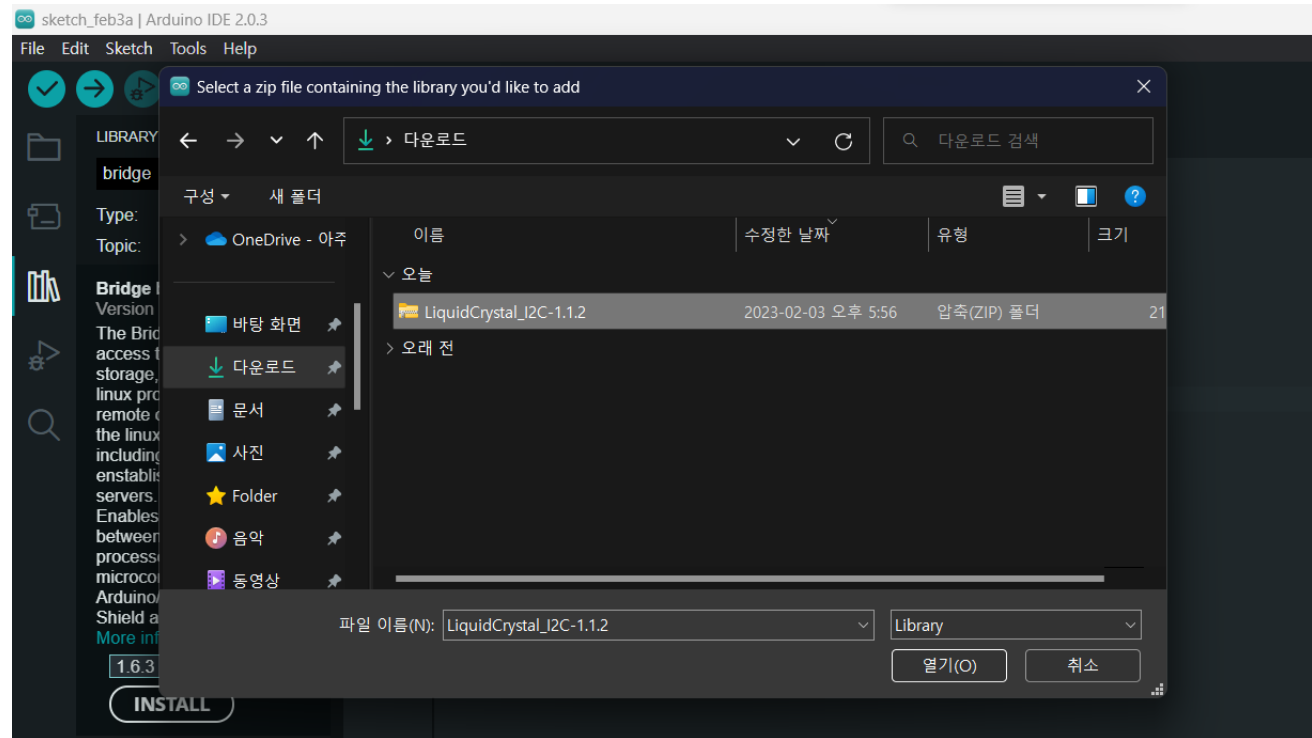 sketch_feb3a | Arduino IDE 2.0.3
File Edit Sketch Tools Help
Select a zip file containing the library you'd like to add
LIBRARY
bridge
Type:
Topic:
Bridge
Version
The Brid
access t
storage,
linux pro
remote
the linux
including
enstablis
servers.
Enables
between
process
microcon
Arduino/
Shield a
More inf
1.6.3
INSTALL
다운로드
다운로드 검색
구성
새 폴더
OneDrive - 아주
바탕 화면
다운로드
문서
사진
Folder
음악
동영상
이름 수정한 날짜 유형 크기
오늘
LiquidCrystal_I2C-1.1.2 2023-02-03 오후 5:56 압축(ZIP) 폴더 21
오래 전
파일 이름(N): LiquidCrystal_I2C-1.1.2 Library
열기(O) 취소